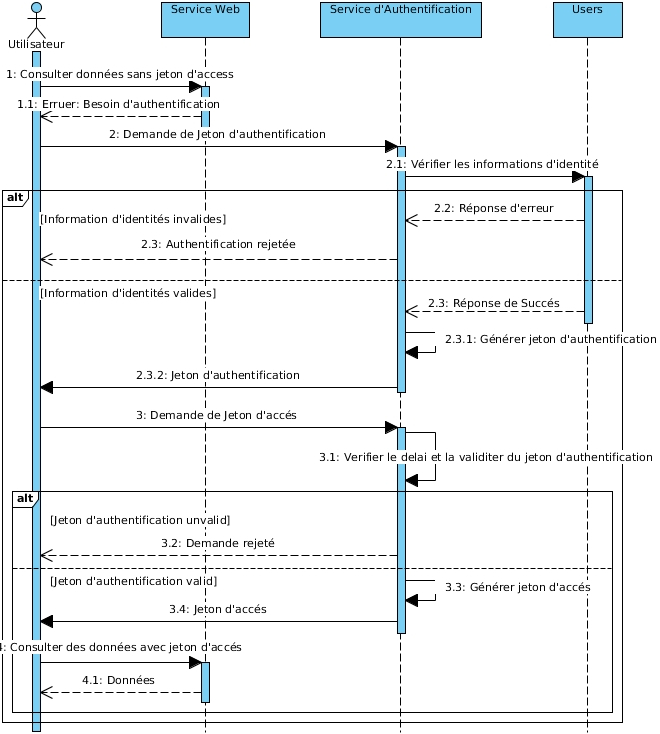 Service Web
Service d'Authentification
Users
Utilisateur
1: Consulter données sans jeton d'access
1.1: Erruer: Besoin d'authentification
2: Demande de Jeton d'authentification
2.1: Vérifier les informations d'identité
alt
2.2: Réponse d'erreur
[Information d'identités invalides]
2.3: Authentification rejetée
[Information d'identités valides]
2.3: Réponse de Succés
2.3.1: Générer jeton d'authentification
2.3.2: Jeton d'authentification
3: Demande de Jeton d'accés
3.1: Verifier le delai et la validiter du jeton d'authentification
alt
[Jeton d'authentification unvalid]
3.2: Demande rejeté
[Jeton d'authentification valid]
3.3: Générer jeton d'accés
3.4: Jeton d'accés
4: Consulter des données avec jeton d'accés
4.1: Données